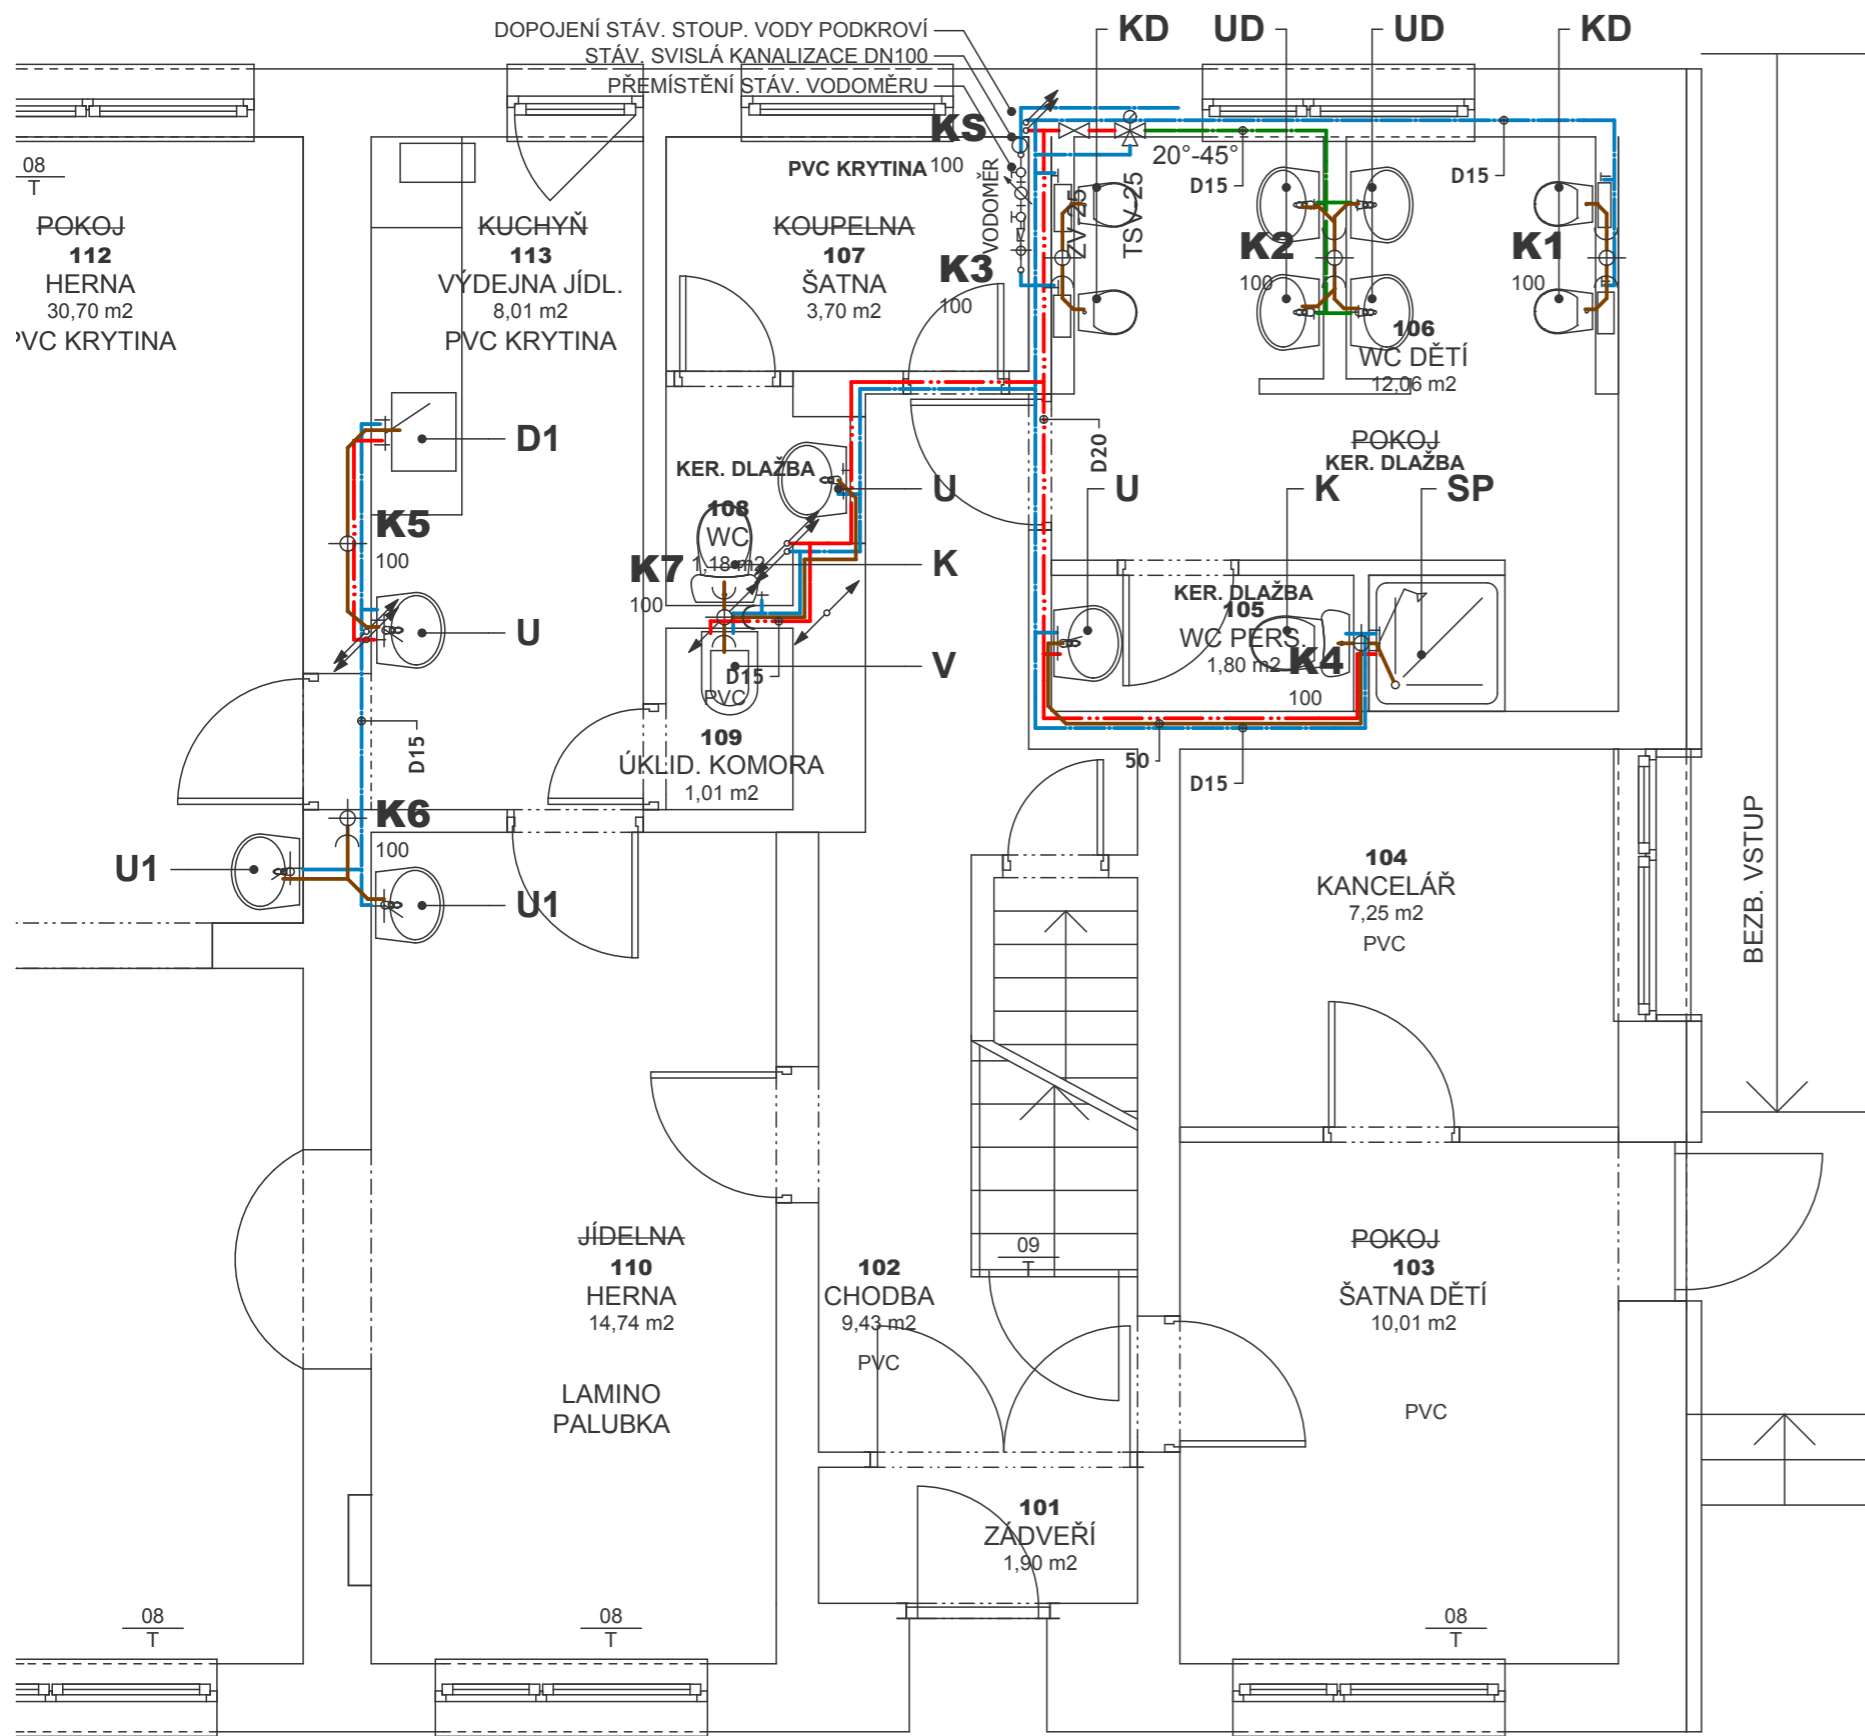 DOPOJENÍ STÁV. STOUP. VODY PODKROVÍ
STÁV. SVISLÁ KANALIZACE DN100
PŘEMÍSTĚNÍ STÁV. VODOMĚRU
KD
UD
UD
KD
KS
100
PVC KRYTINA
VODOMĚR
ZV-25
TSV-25
20°-45°
D15
D15
08
T
POKOJ
112
HERNA
30,70 m2
PVC KRYTINA
KUCHYŇ
113
VÝDEJNA JÍDL.
8,01 m2
PVC KRYTINA
KOUPELNA
107
ŠATNA
3,70 m2
K3
100
K2
100
K1
100
106
WC DĚTÍ
12,06 m2
POKOJ
KER. DLAŽBA
D1
K5
100
U
KER. DLAŽBA
108
WC
1,18 m2
U
K
K7
100
V
D15
PVC
109
ÚKLID. KOMORA
1,01 m2
D20
U
K
SP
KER. DLAŽBA
105
WC PERS.
1,80 m2
K4
100
50
D15
D15
K6
100
U1
U1
104
KANCELÁŘ
7,25 m2
PVC
BEZB. VSTUP
JÍDELNA
110
HERNA
14,74 m2
LAMINO
PALUBKA
102
CHODBA
9,43 m2
PVC
09
T
POKOJ
103
ŠATNA DĚTÍ
10,01 m2
PVC
101
ZÁDVEŘÍ
1,90 m2
08
T
08
T
08
T